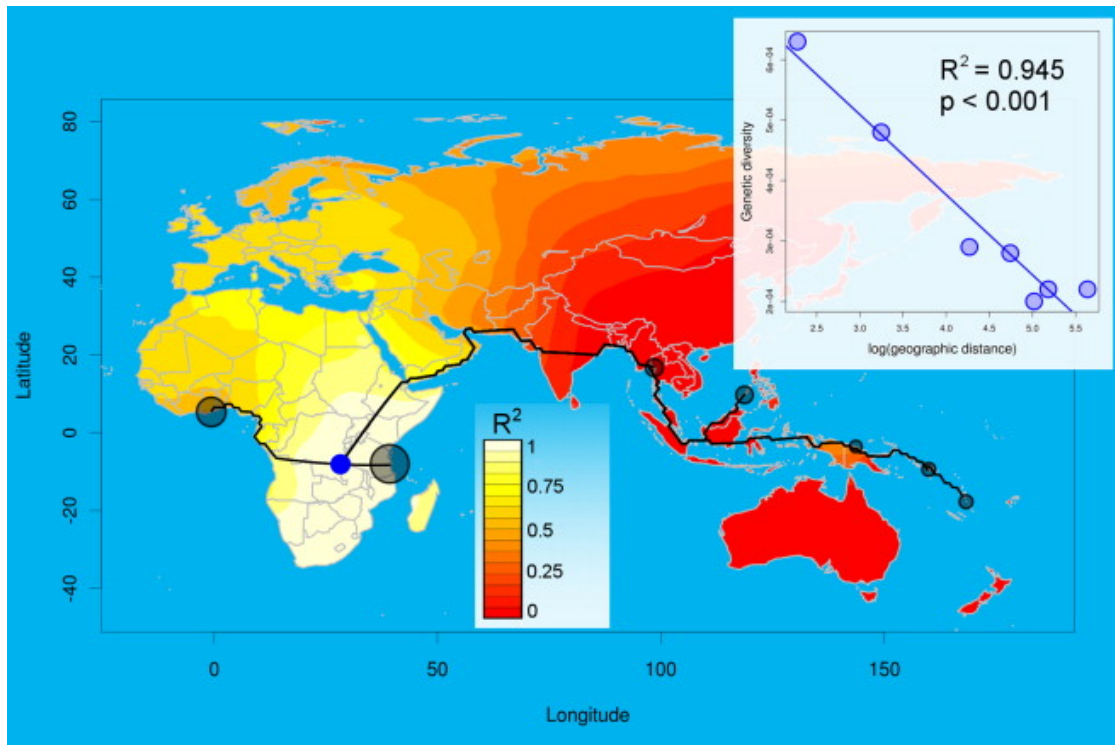 R² = 0.945
p < 0.001
Genetic diversity
6e-04
5e-04
4e-04
3e-04
2e-04
2.5 3.0 3.5 4.0 4.5 5.0 5.5
log(geographic distance)
Latitude
80
60
40
20
0
-20
-40
R²
1
0.75
0.5
0.25
0
0 50 100 150
Longitude